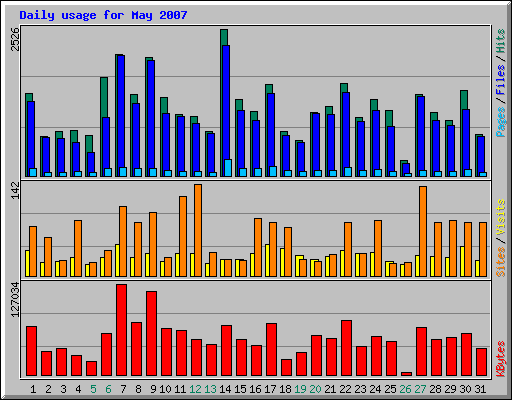 Daily usage for May 2007
2526
Pages / Files / Hits
142
Sites / Visits
127034
KBytes
1 2 3 4 5 6 7 8 9 10 11 12 13 14 15 16 17 18 19 20 21 22 23 24 25 26 27 28 29 30 31